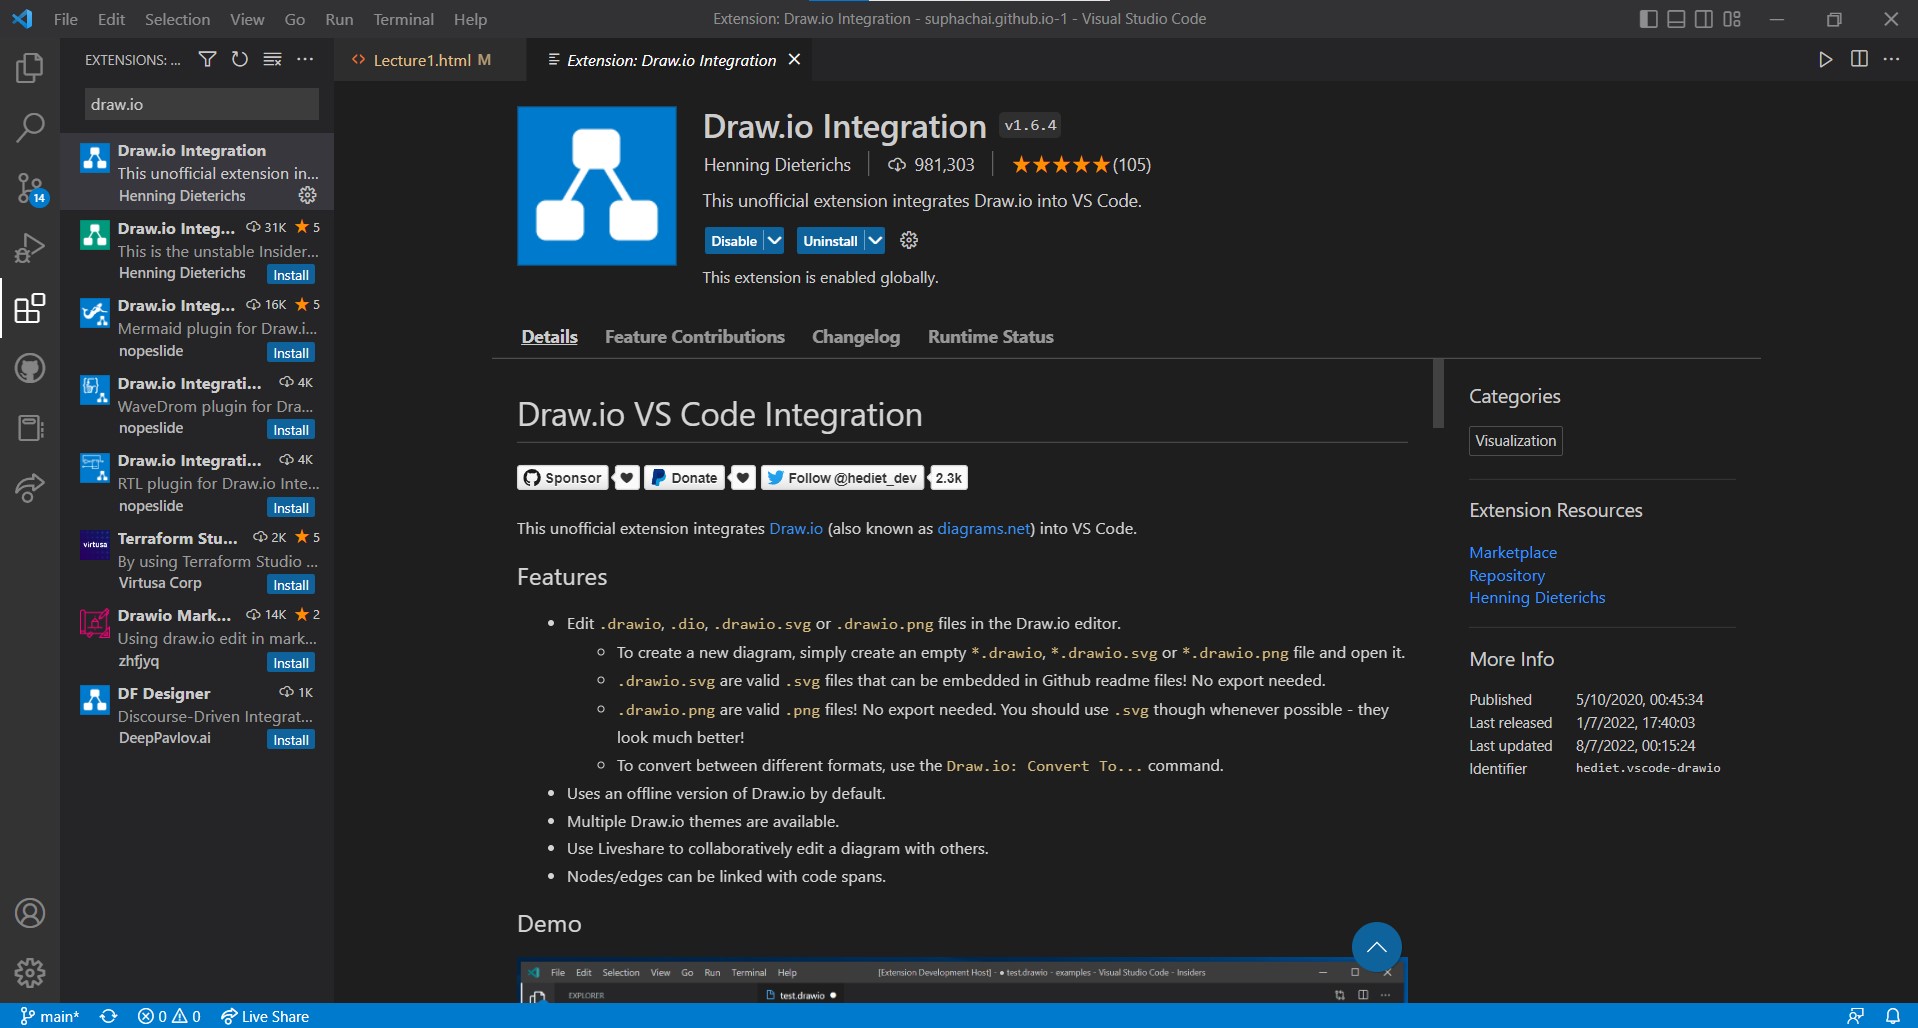 File Edit Selection View Go Run Terminal Help
Extension: Draw.io Integration - suphachai.github.io-1 - Visual Studio Code
EXTENSIONS: ...
Lecture1.html M
Extension: Draw.io Integration
draw.io
Draw.io Integration
This unofficial extension in...
Henning Dieterichs
Draw.io Integ... 31K 5
This is the unstable Insider...
Henning Dieterichs Install
Draw.io Integ... 16K 5
Mermaid plugin for Draw.i...
nopeslide Install
Draw.io Integrati... 4K
WaveDrom plugin for Dra...
nopeslide Install
Draw.io Integrati... 4K
RTL plugin for Draw.io Inte...
nopeslide Install
virtusa
Terraform Stu... 2K 5
By using Terraform Studio ...
Virtusa Corp Install
Drawio Mark... 14K 2
Using draw.io edit in mark...
zhfjyq Install
DF Designer 1K
Discourse-Driven Integrat...
DeepPavlov.ai Install
14
Draw.io Integration v1.6.4
Henning Dieterichs 981,303 (105)
This unofficial extension integrates Draw.io into VS Code.
Disable Uninstall
This extension is enabled globally.
Details Feature Contributions Changelog Runtime Status
Draw.io VS Code Integration
Sponsor Donate Follow @hediet_dev 2.3k
This unofficial extension integrates Draw.io (also known as diagrams.net) into VS Code.
Features
• Edit .drawio, .dio, .drawio.svg or .drawio.png files in the Draw.io editor.
To create a new diagram, simply create an empty *.drawio, *.drawio.svg or *.drawio.png file and open it.
.drawio.svg are valid .svg files that can be embedded in Github readme files! No export needed.
.drawio.png are valid .png files! No export needed. You should use .svg though whenever possible - they
look much better!
To convert between different formats, use the Draw.io: Convert To... command.
• Uses an offline version of Draw.io by default.
• Multiple Draw.io themes are available.
• Use Liveshare to collaboratively edit a diagram with others.
• Nodes/edges can be linked with code spans.
Demo
File Edit Selection View Go Run Terminal Help
[Extension Development Host] - ● test.drawio - examples - Visual Studio Code - Insiders
EXPLORER
test.drawio
Categories
Visualization
Extension Resources
Marketplace
Repository
Henning Dieterichs
More Info
Published 5/10/2020, 00:45:34
Last released 1/7/2022, 17:40:03
Last updated 8/7/2022, 00:15:24
Identifier hediet.vscode-drawio
main* 0 0 Live Share